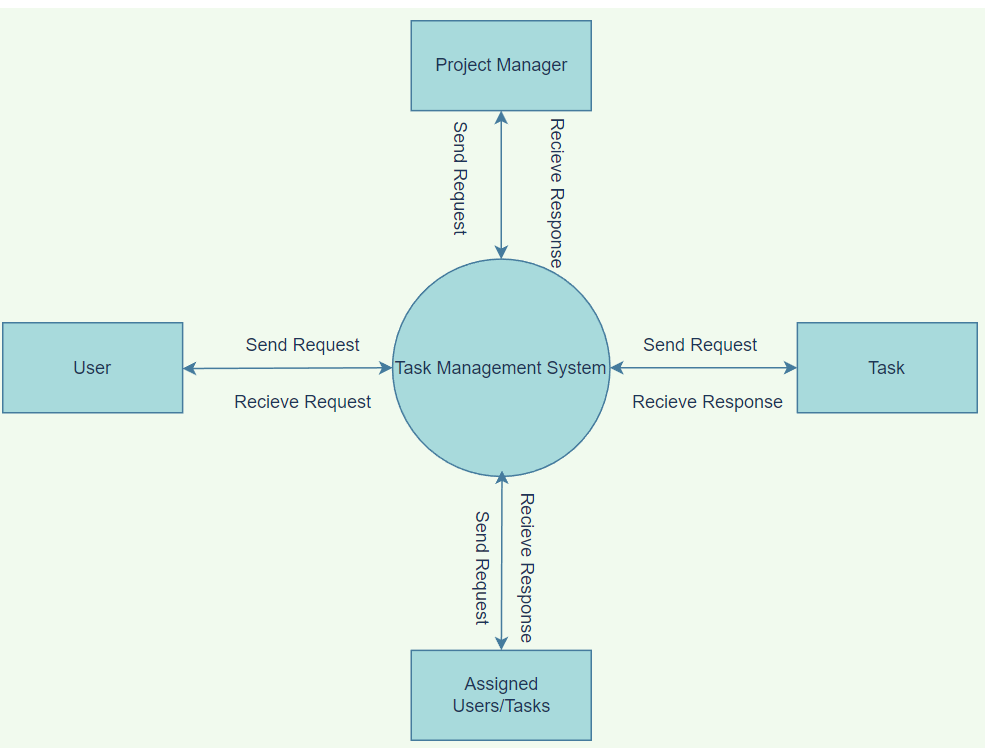 Project Manager
Send Request
Recieve Response
Send Request
Send Request
User
Task Management System
Task
Recieve Request
Recieve Response
Send Request
Recieve Response
Assigned
Users/Tasks